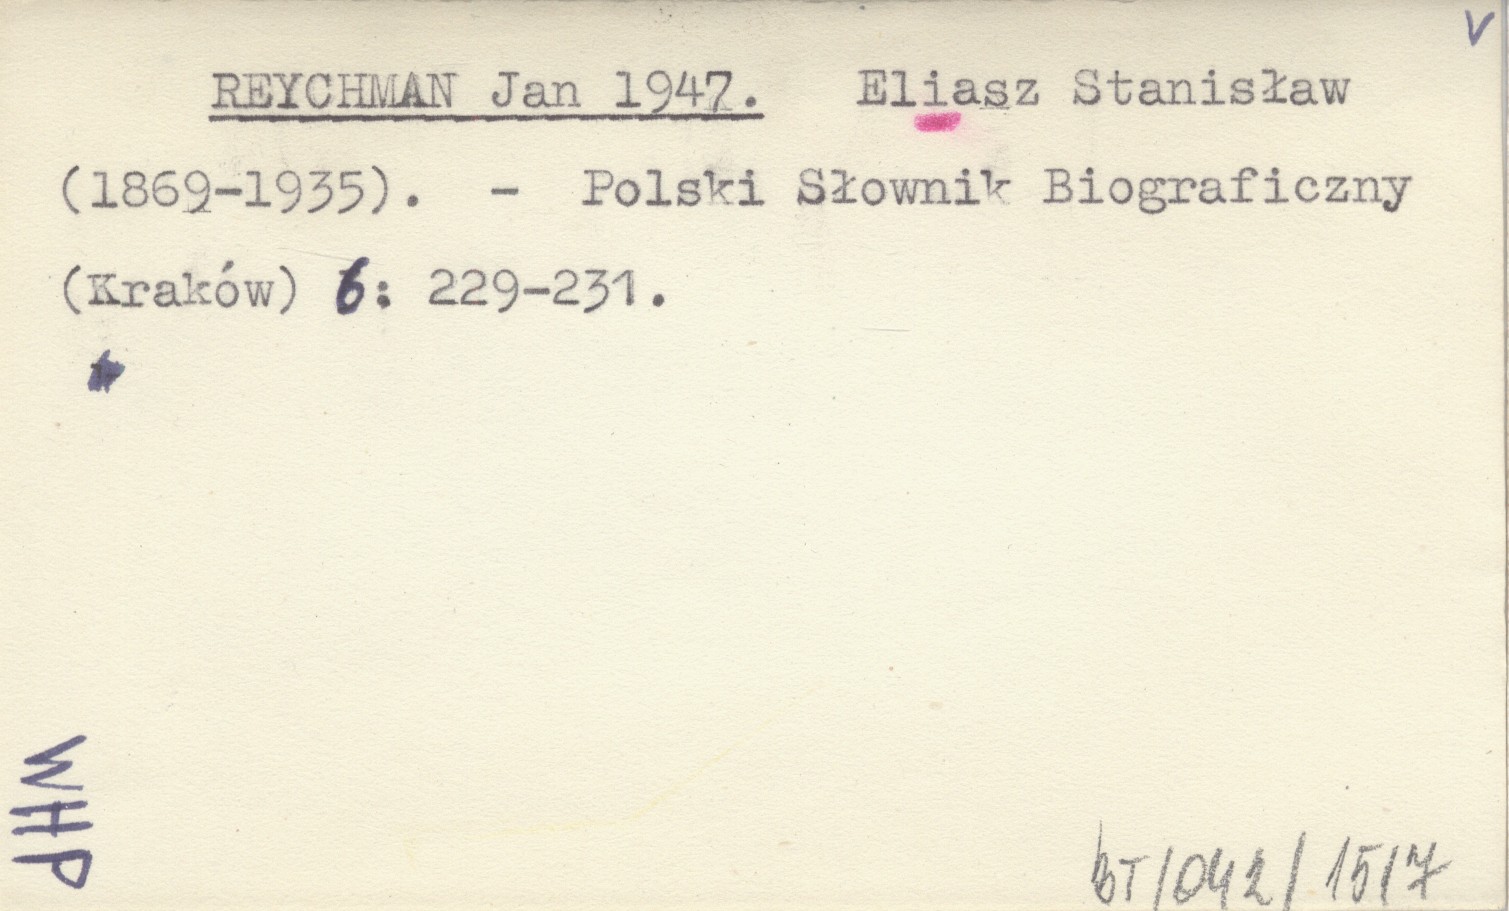 v
REYCHMAN Jan 1947. Eliasz Stanisław
(1869-1935). - Polski Słownik Biograficzny
(Kraków) 6: 229-231.
WHP
BT/042/1517